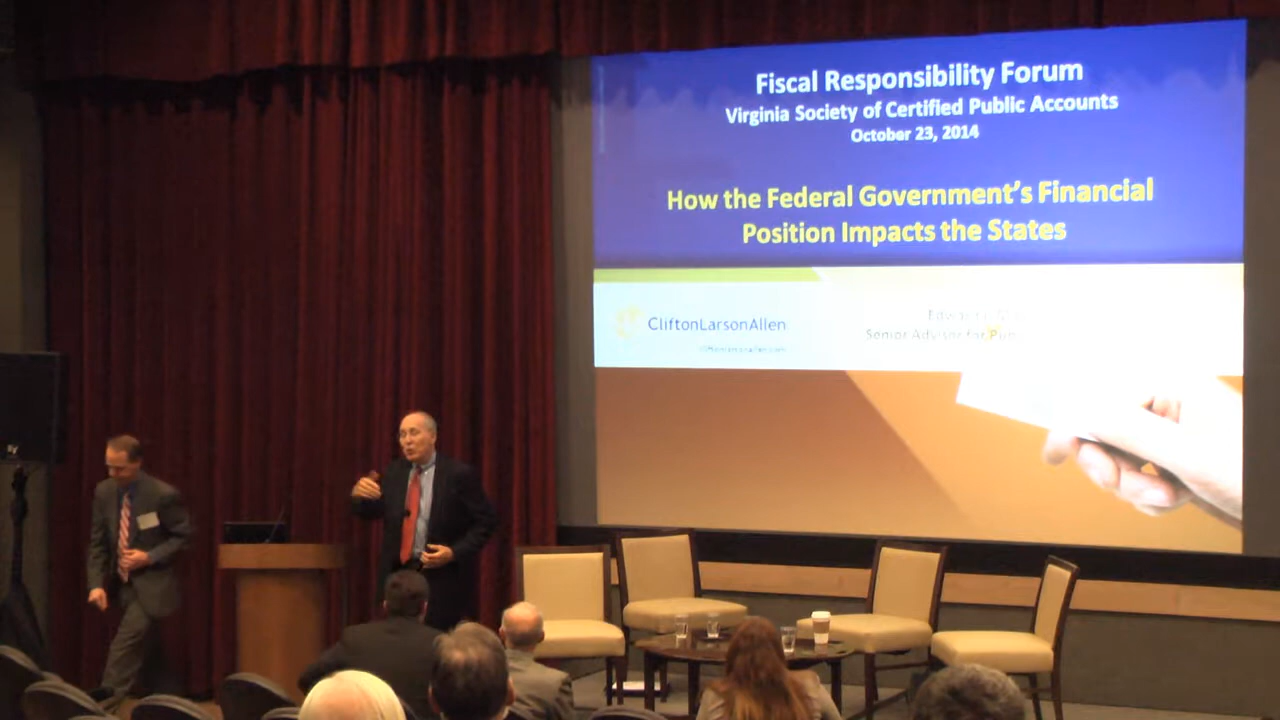 Fiscal Responsibility Forum
Virginia Society of Certified Public Accounts
October 23, 2014
How the Federal Government's Financial
Position Impacts the States
CliftonLarsonAllen
Senior Advisor for